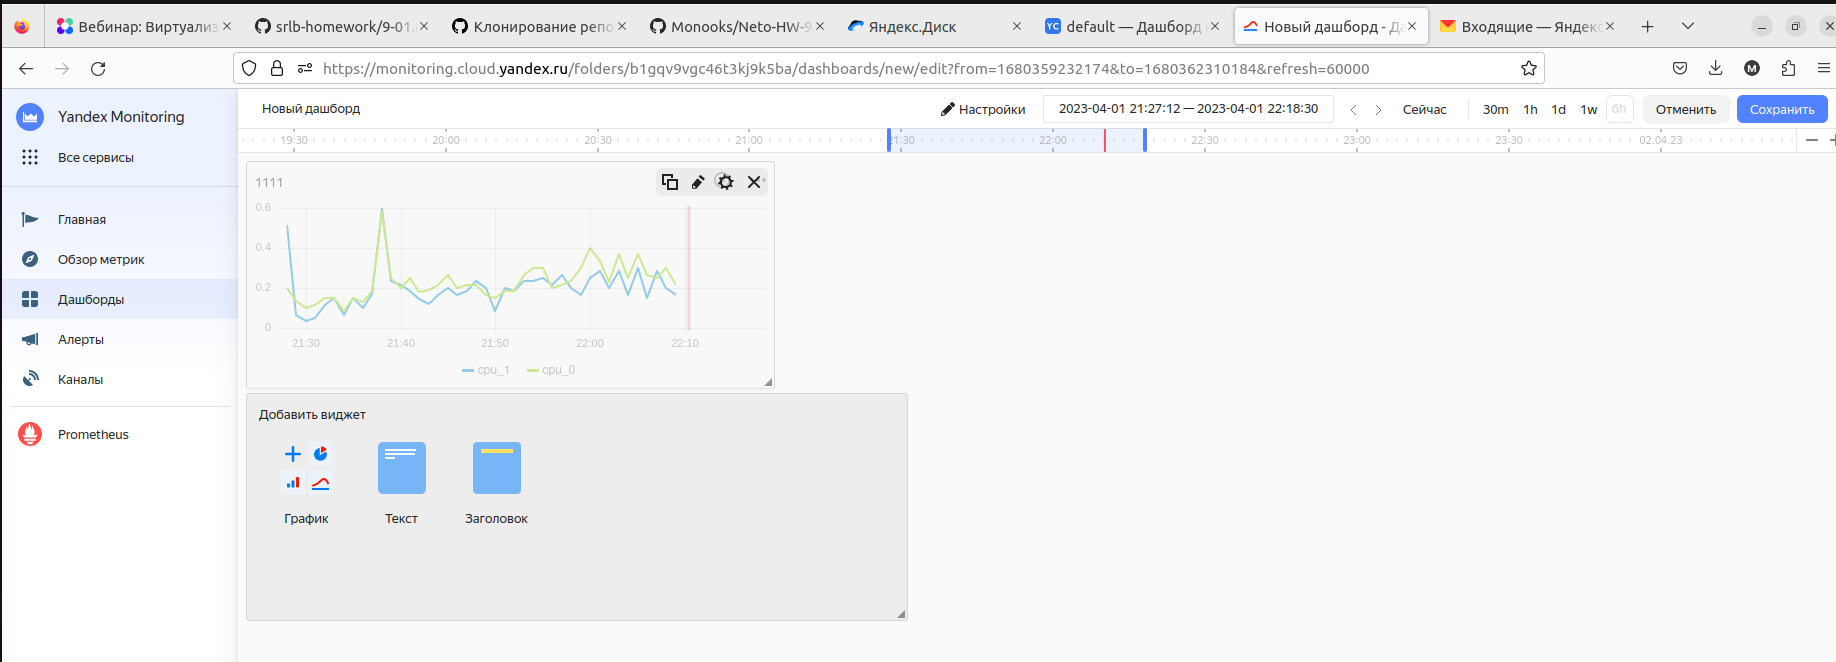 Вебинар: Виртуализ
srlb-homework/9-01.
Клонирование репо
Monooks/Neto-HW-9
Яндекс.Диск
YC default — Дашборд
Новый дашборд - Да
Входящие — Яндекс
https://monitoring.cloud.yandex.ru/folders/b1gqv9vgc46t3kj9k5ba/dashboards/new/edit?from=1680359232174&to=1680362310184&refresh=60000
M
Yandex Monitoring
Все сервисы
Главная
Обзор метрик
Дашборды
Алерты
Каналы
Prometheus
Новый дашборд
Настройки
2023-04-01 21:27:12 — 2023-04-01 22:18:30
Сейчас
30m 1h 1d 1w 6h
Отменить
Сохранить
19:30 20:00 20:30 21:00 21:30 22:00 22:30 23:00 23:30 02.04.23
1111
0.6
0.4
0.2
0
21:30 21:40 21:50 22:00 22:10
cpu_1 cpu_0
Добавить виджет
График Текст Заголовок